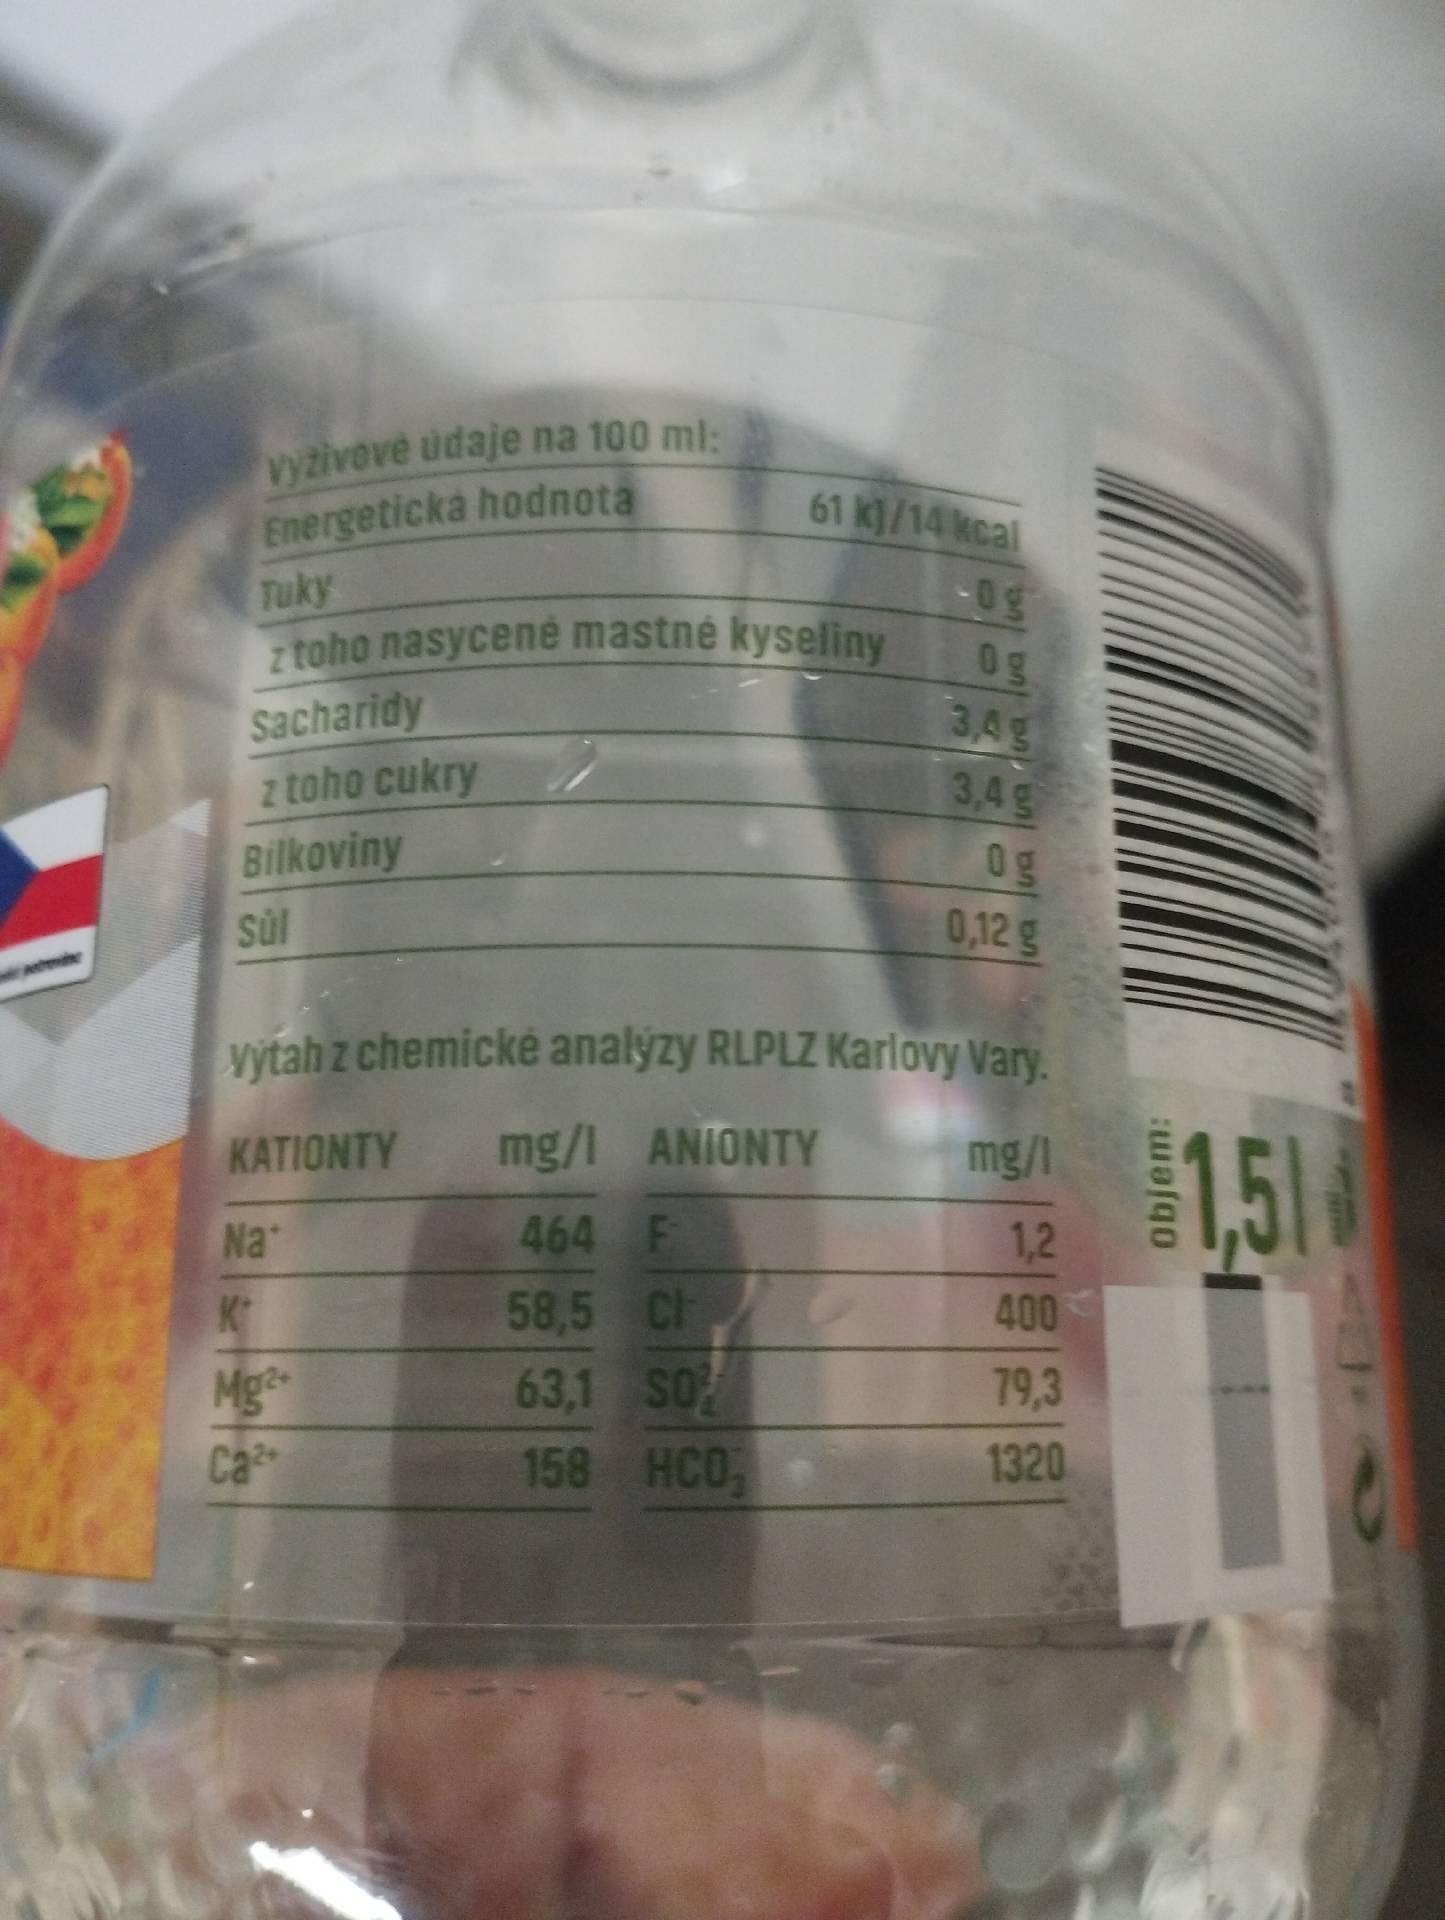 Výživové údaje na 100 ml:
Energetická hodnota 61 kJ/14 kcal
Tuky 0 g
z toho nasycené mastné kyseliny 0 g
Sacharidy 3,4 g
z toho cukry 3,4 g
Bílkoviny 0 g
Sůl 0,12 g
Výtah z chemické analýzy RLPLZ Karlovy Vary.
KATIONTY mg/l ANIONTY mg/l
Na⁺ 464 F⁻ 1,2
K⁺ 58,5 Cl⁻ 400
Mg²⁺ 63,1 SO₄²⁻ 79,3
Ca²⁺ 158 HCO₃⁻ 1320
Objem:
1,5 l